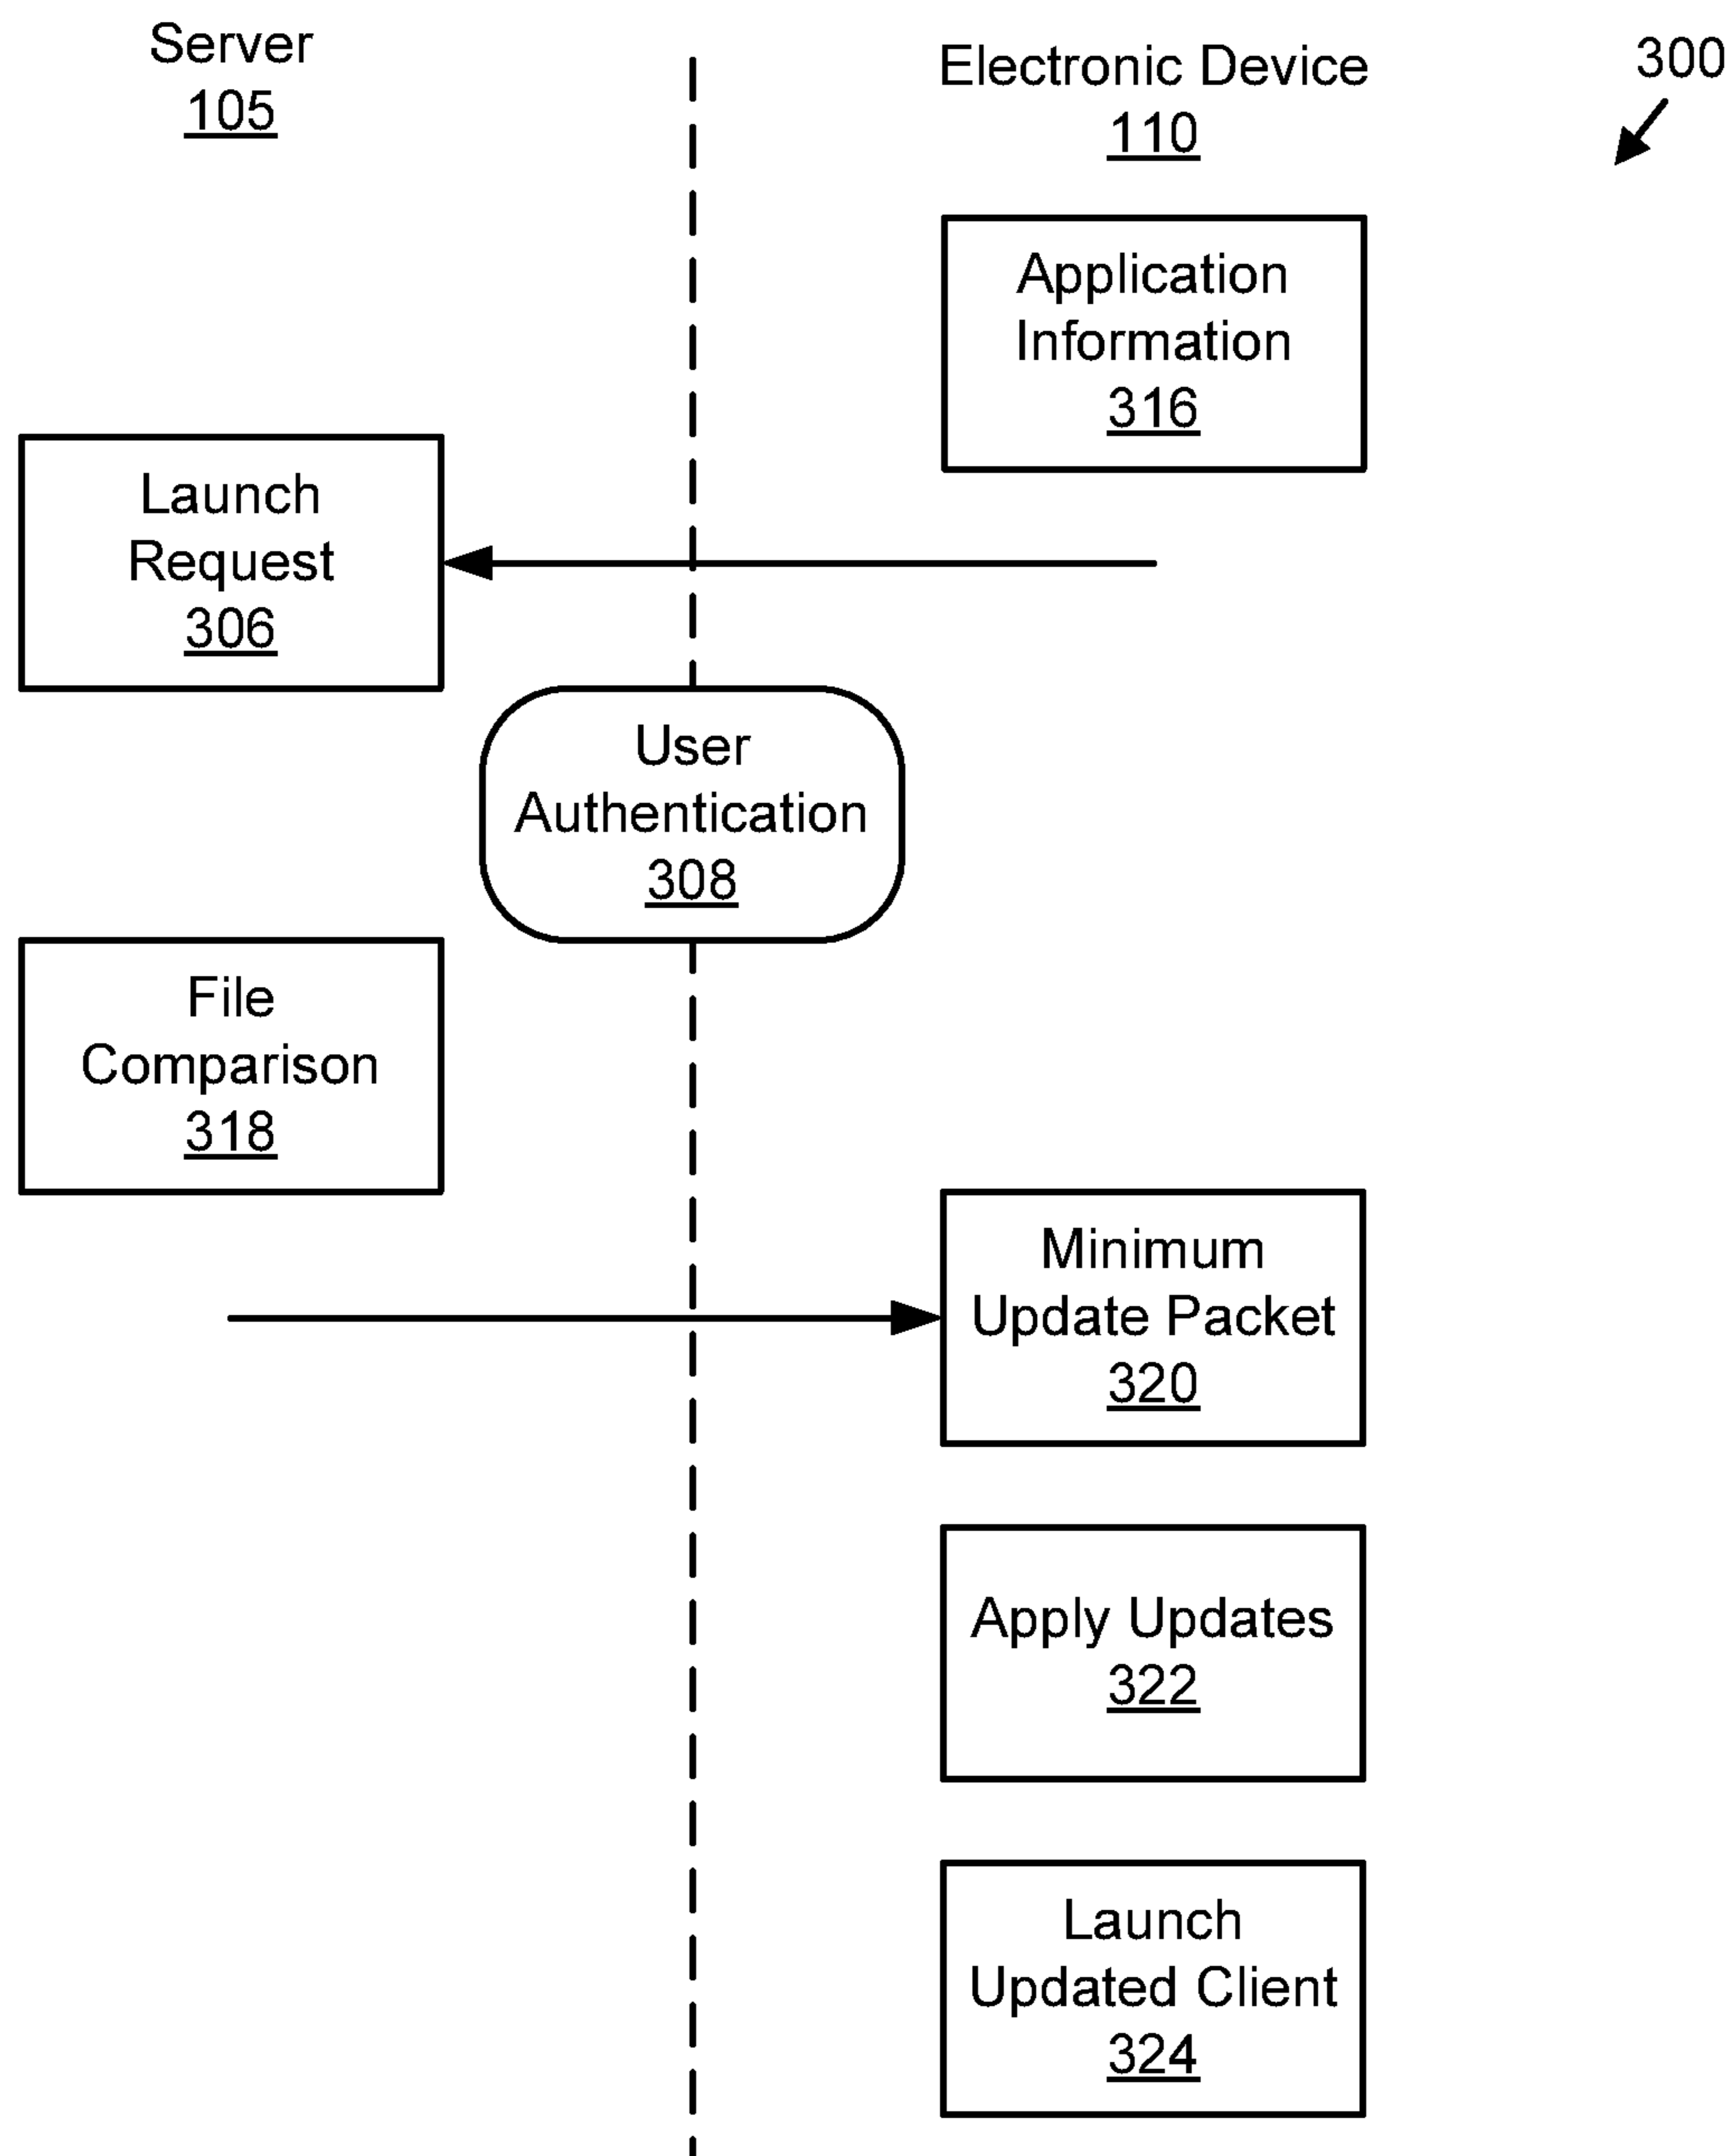 Server
105
Electronic Device
110
300
Application
Information
316
Launch
Request
306
User
Authentication
308
File
Comparison
318
Minimum
Update Packet
320
Apply Updates
322
Launch
Updated Client
324